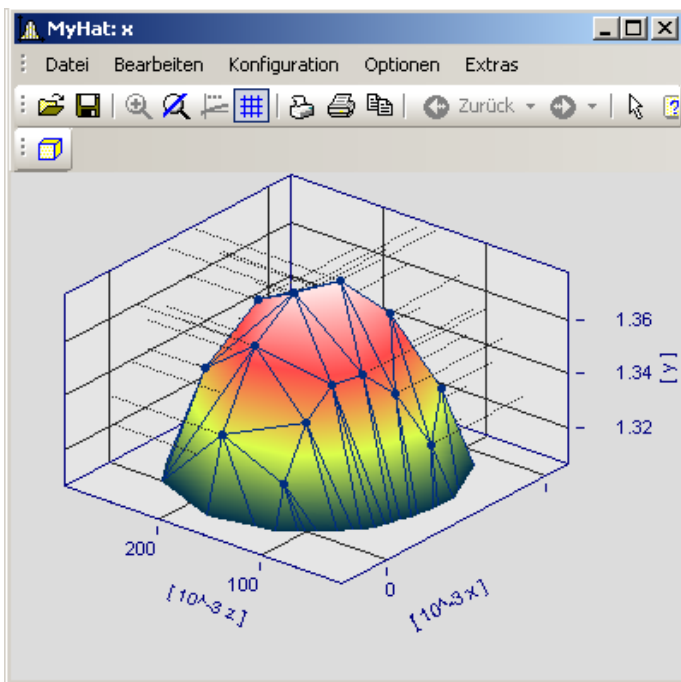 MyHat: x
Datei Bearbeiten Konfiguration Optionen Extras
Zurück
1.36
1.34
1.32
[ y ]
200
100
0
[ 10^-3 z ]
[ 10^-3 x ]